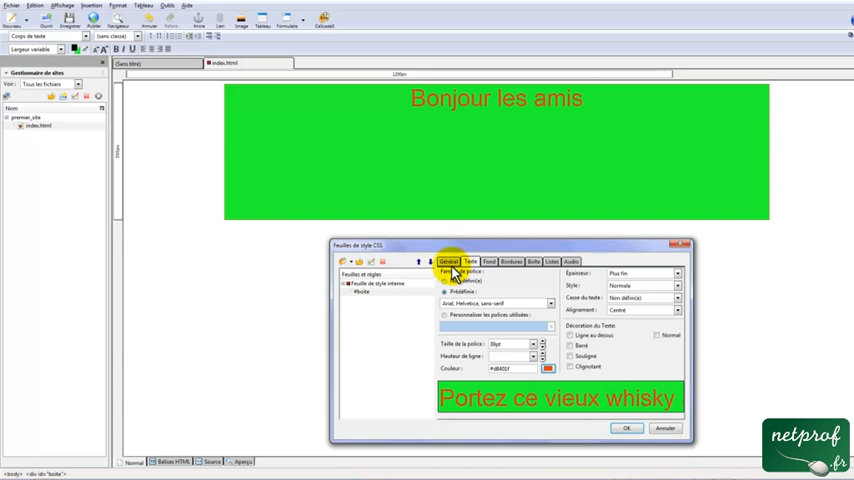 Fichier Edition Affichage Insertion Format Tableau Outils Aide
Nouveau Ouvrir Enregistrer Publier Navigateur Annuler Refaire Ancre Lien Image Tableau Formulaire CaScadeS
Corps de texte (sans classe)
Largeur variable B I U
Gestionnaire de sites
(Sans titre) index.html
Voir : Tous les fichiers
1200px
Nom
premier_site
index.html
Bonjour les amis
Feuilles de style CSS
Général Texte Fond Bordures Boîte Listes Audio
Feuilles et règles
Feuille de style interne
#boite
Prédéfinie :
Arial, Helvetica, sans-serif
Personnaliser les polices utilisées :
Taille de la police : 39pt
Hauteur de ligne :
Couleur : #d8401f
Épaisseur : Plus fin
Style : Normale
Casse du texte : Non défini(e)
Alignement : Centré
Décoration du Texte:
Ligne au dessus Normal
Barré
Souligné
Clignotant
Portez ce vieux whisky
OK Annuler
netprof
.fr
Normal Balises HTML Source Aperçu
<body> <div id="boite">